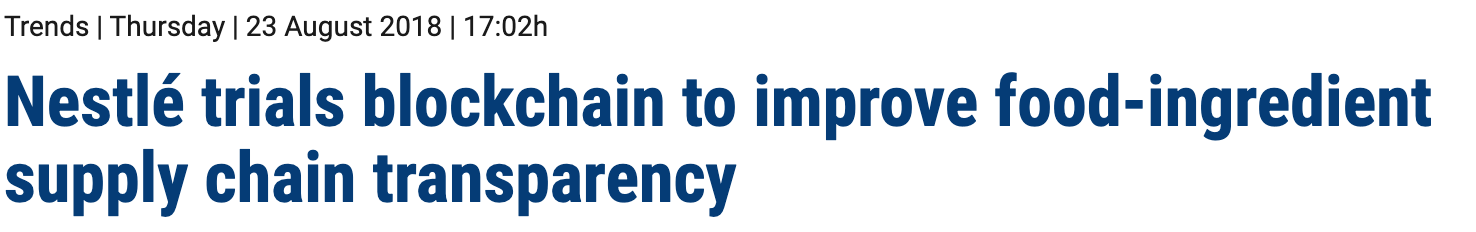 Trends | Thursday | 23 August 2018 | 17:02h
Nestlé trials blockchain to improve food-ingredient
supply chain transparency